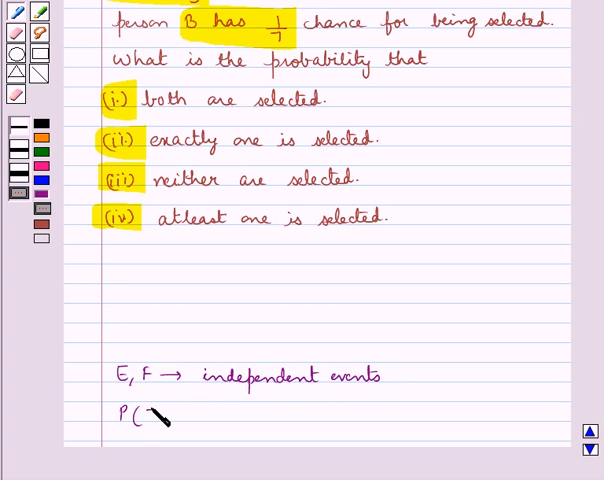 person B has 1/7 chance for being selected.
What is the probability that
(i.) both are selected.
(ii). exactly one is selected.
(iii) neither are selected.
(iv) atleast one is selected.
E, F → independent events
P(